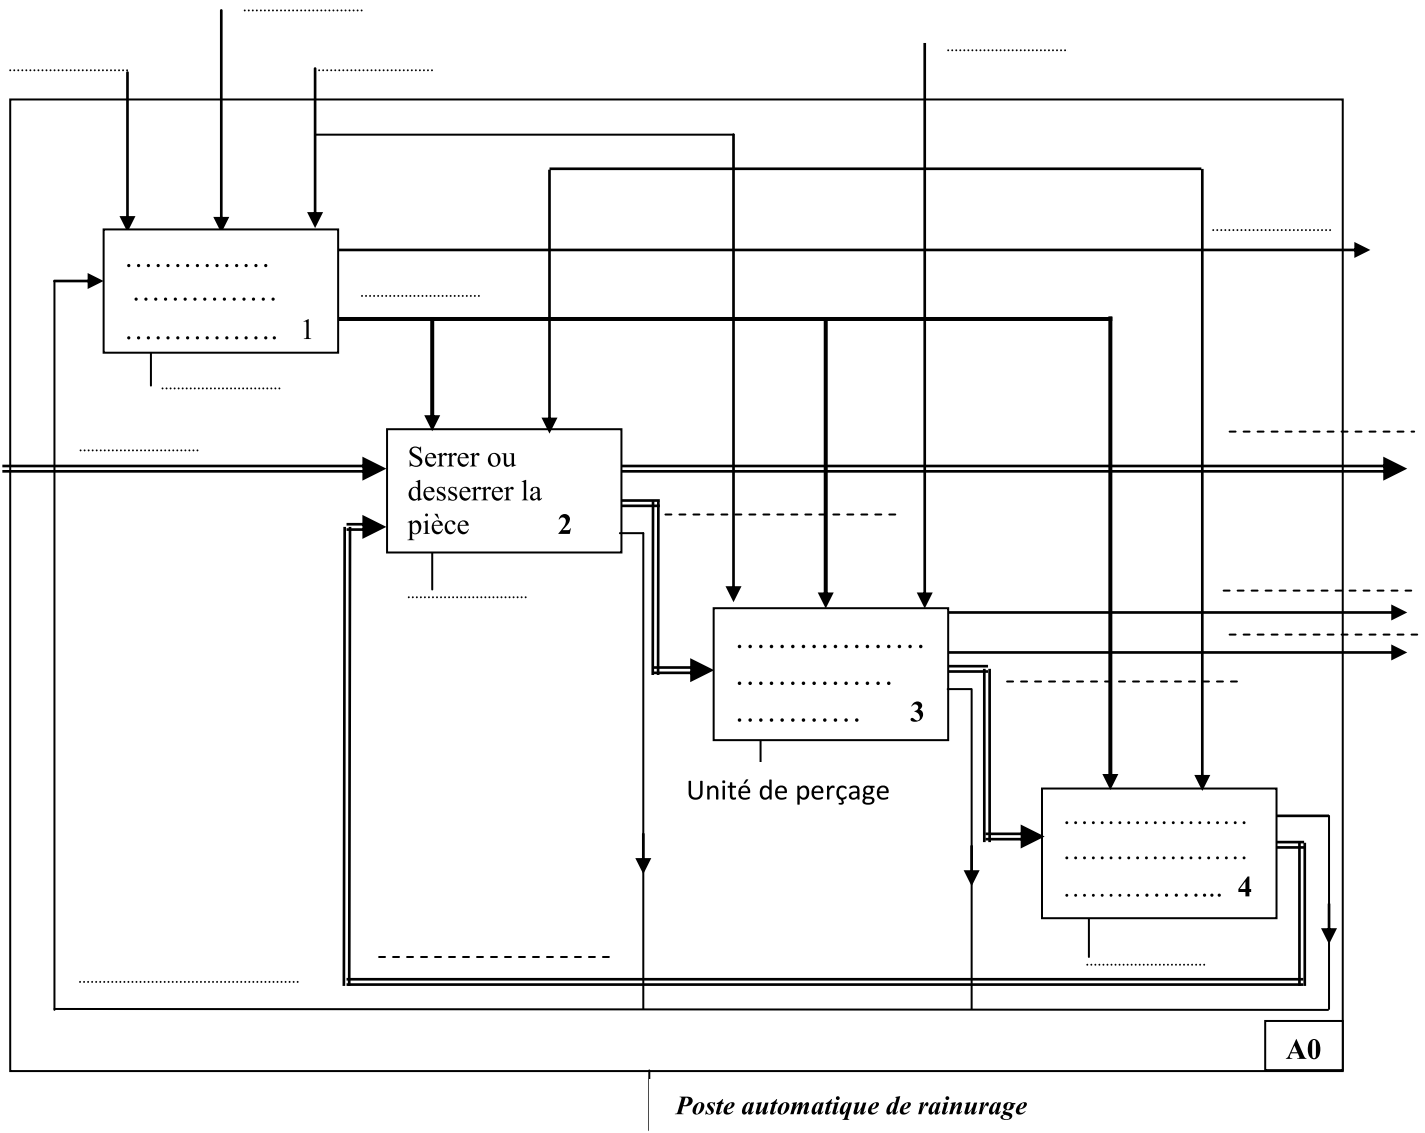 1
Serrer ou
desserrer la
pièce 2
3
Unité de perçage
4
A0
Poste automatique de rainurage